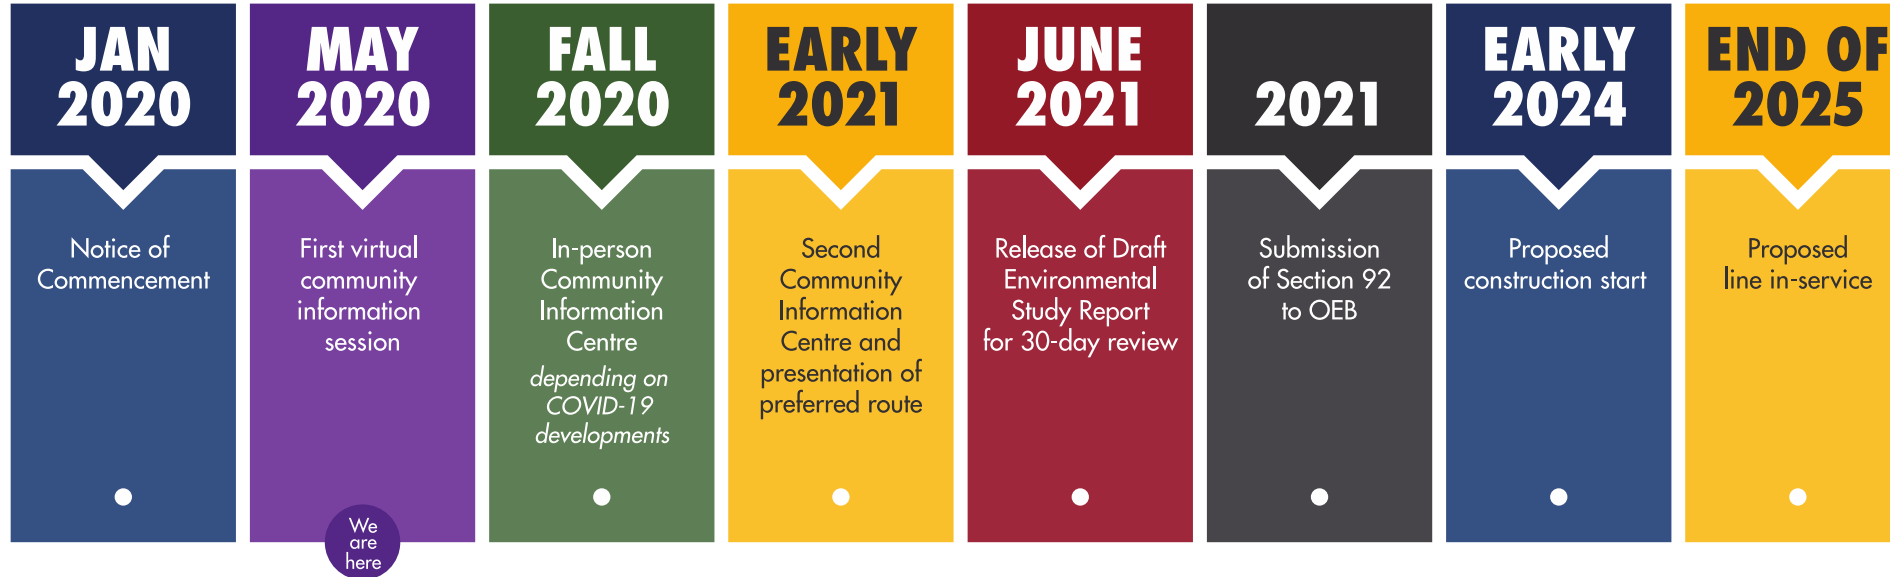 JAN
2020
Notice of
Commencement
MAY
2020
First virtual
community
information
session
We
are
here
FALL
2020
In-person
Community
Information
Centre
depending on
COVID-19
developments
EARLY
2021
Second
Community
Information
Centre and
presentation of
preferred route
JUNE
2021
Release of Draft
Environmental
Study Report
for 30-day review
2021
Submission
of Section 92
to OEB
EARLY
2024
Proposed
construction start
END OF
2025
Proposed
line in-service